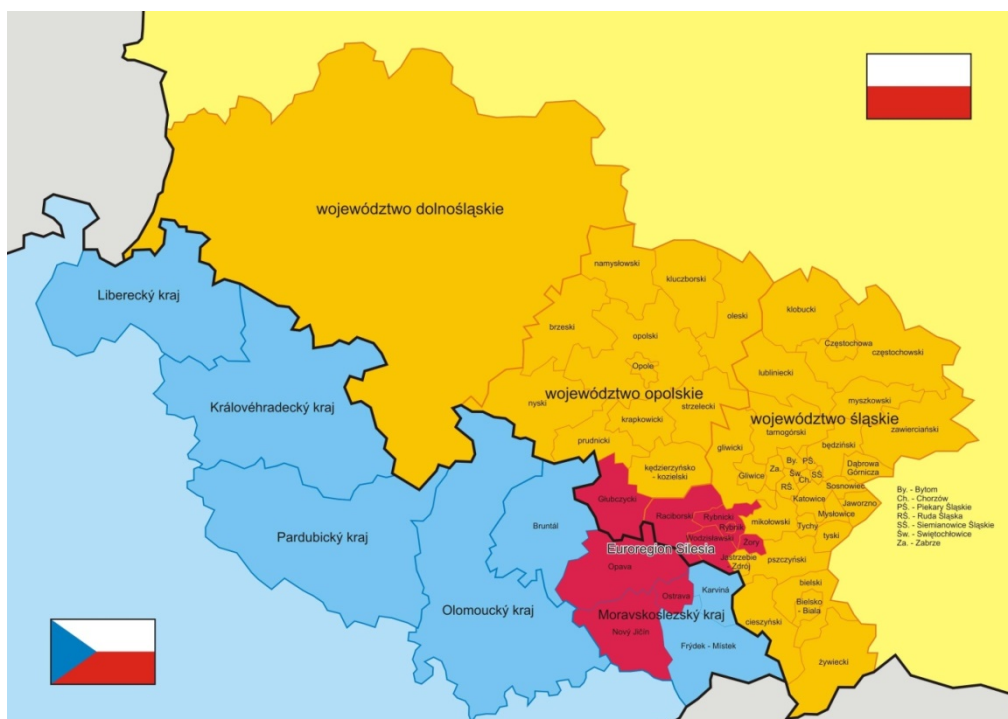 województwo dolnośląskie
namysłowski
kluczborski
Liberecký kraj
kłobucki
oleski
brzeski
opolski
Częstochowa
częstochowski
Opole
lubliniecki
województwo opolskie
nyski
Královéhradecký kraj
strzelecki
myszkowski
krapkowicki
województwo śląskie
tarnogórski
zawierciański
prudnicki
gliwicki
będziński
By.
PŚ.
kędzierzyńsko
- kozielski
Gliwice
Za.
Św.
SŚ.
Ch.
Dąbrowa
Górnicza
RŚ.
Sosnowiec
Głubczycki
Katowice
Jaworzno
Raciborski
Rybnicki
Mysłowice
Bruntál
Rybnik
mikołowski
Tychy
Pardubický kraj
Wodzisławski
Żory
tyski
Euroregion Silesia
Jastrzębie
Zdrój
pszczyński
Opava
bielski
Karviná
Ostrava
Bielsko
- Biała
Olomoucký kraj
Moravskoslezský kraj
cieszyński
Nový Jičín
Frýdek - Místek
żywiecki
By. - Bytom
Ch. - Chorzów
PŚ. - Piekary Śląskie
RŚ. - Ruda Śląska
SŚ. - Siemianowice Śląskie
Św. - Świętochłowice
Za. - Zabrze